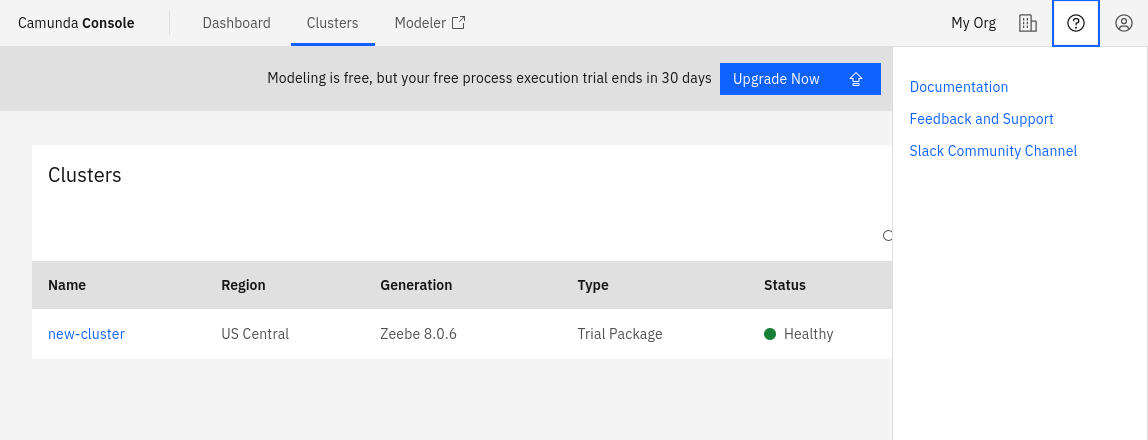 Camunda Console Dashboard Clusters Modeler My Org
Modeling is free, but your free process execution trial ends in 30 days Upgrade Now
Documentation
Feedback and Support
Slack Community Channel
Clusters
Name Region Generation Type Status
new-cluster US Central Zeebe 8.0.6 Trial Package Healthy